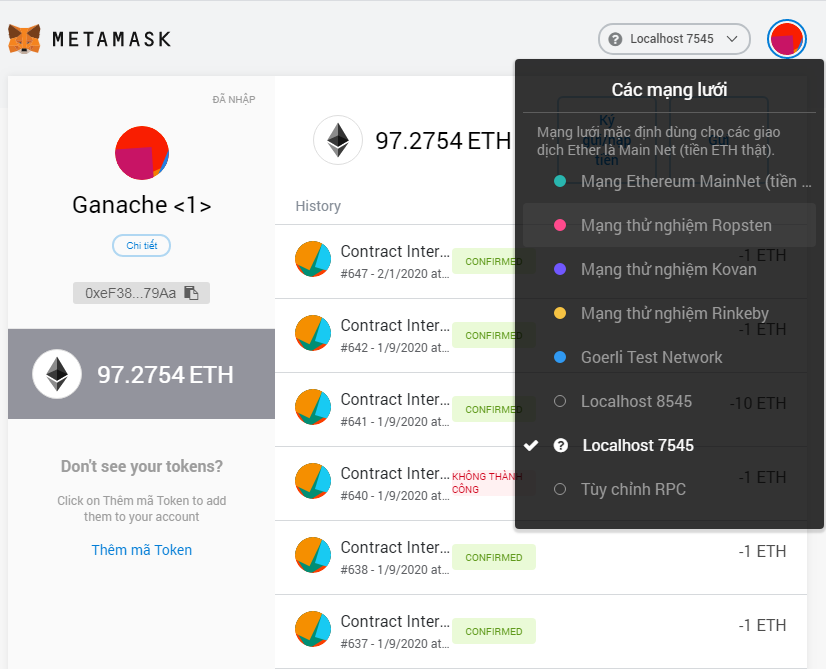 METAMASK
Localhost 7545
ĐÃ NHẬP
Ganache <1>
Chi tiết
0xeF38...79Aa
97.2754 ETH
Don't see your tokens?
Click on Thêm mã Token to add
them to your account
Thêm mã Token
97.2754 ETH
Ký
gửi/nạp
tiền
Gửi
History
Contract Inter...
#647 - 2/1/2020 at...
CONFIRMED
-1 ETH
Contract Inter...
#642 - 1/9/2020 at...
CONFIRMED
-1 ETH
Contract Inter...
#641 - 1/9/2020 at...
CONFIRMED
-10 ETH
Contract Inter...
#640 - 1/9/2020 at...
KHÔNG THÀNH
CÔNG
-1 ETH
Contract Inter...
#638 - 1/9/2020 at...
CONFIRMED
-1 ETH
Contract Inter...
#637 - 1/9/2020 at...
CONFIRMED
-1 ETH
Các mạng lưới
Mạng lưới mặc định dùng cho các giao
dịch Ether là Main Net (tiền ETH thật).
Mạng Ethereum MainNet (tiền ...
Mạng thử nghiệm Ropsten
Mạng thử nghiệm Kovan
Mạng thử nghiệm Rinkeby
Goerli Test Network
Localhost 8545
Localhost 7545
Tùy chỉnh RPC